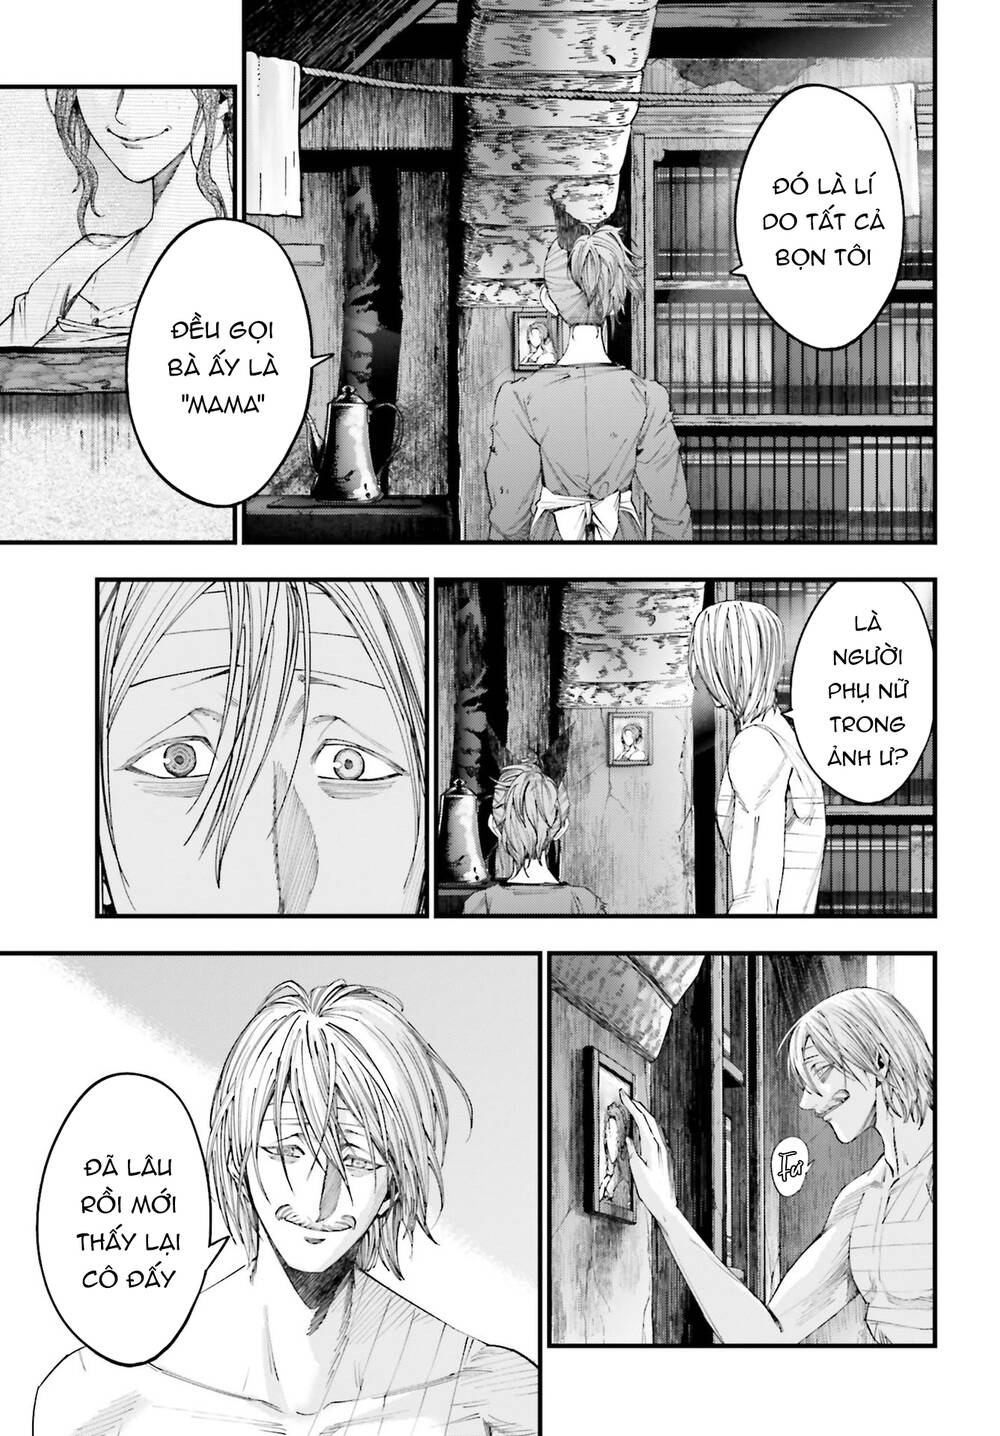 ĐÓ LÀ LÍ
DO TẤT CẢ
BỌN TÔI
ĐỀU GỌI
BÀ ẤY LÀ
"MAMA"
LÀ
NGƯỜI
PHỤ NỮ
TRONG
ẢNH Ư?
Fư
ĐÃ LÂU
RỒI MỚI
THẤY LẠI
CÔ ĐẤY